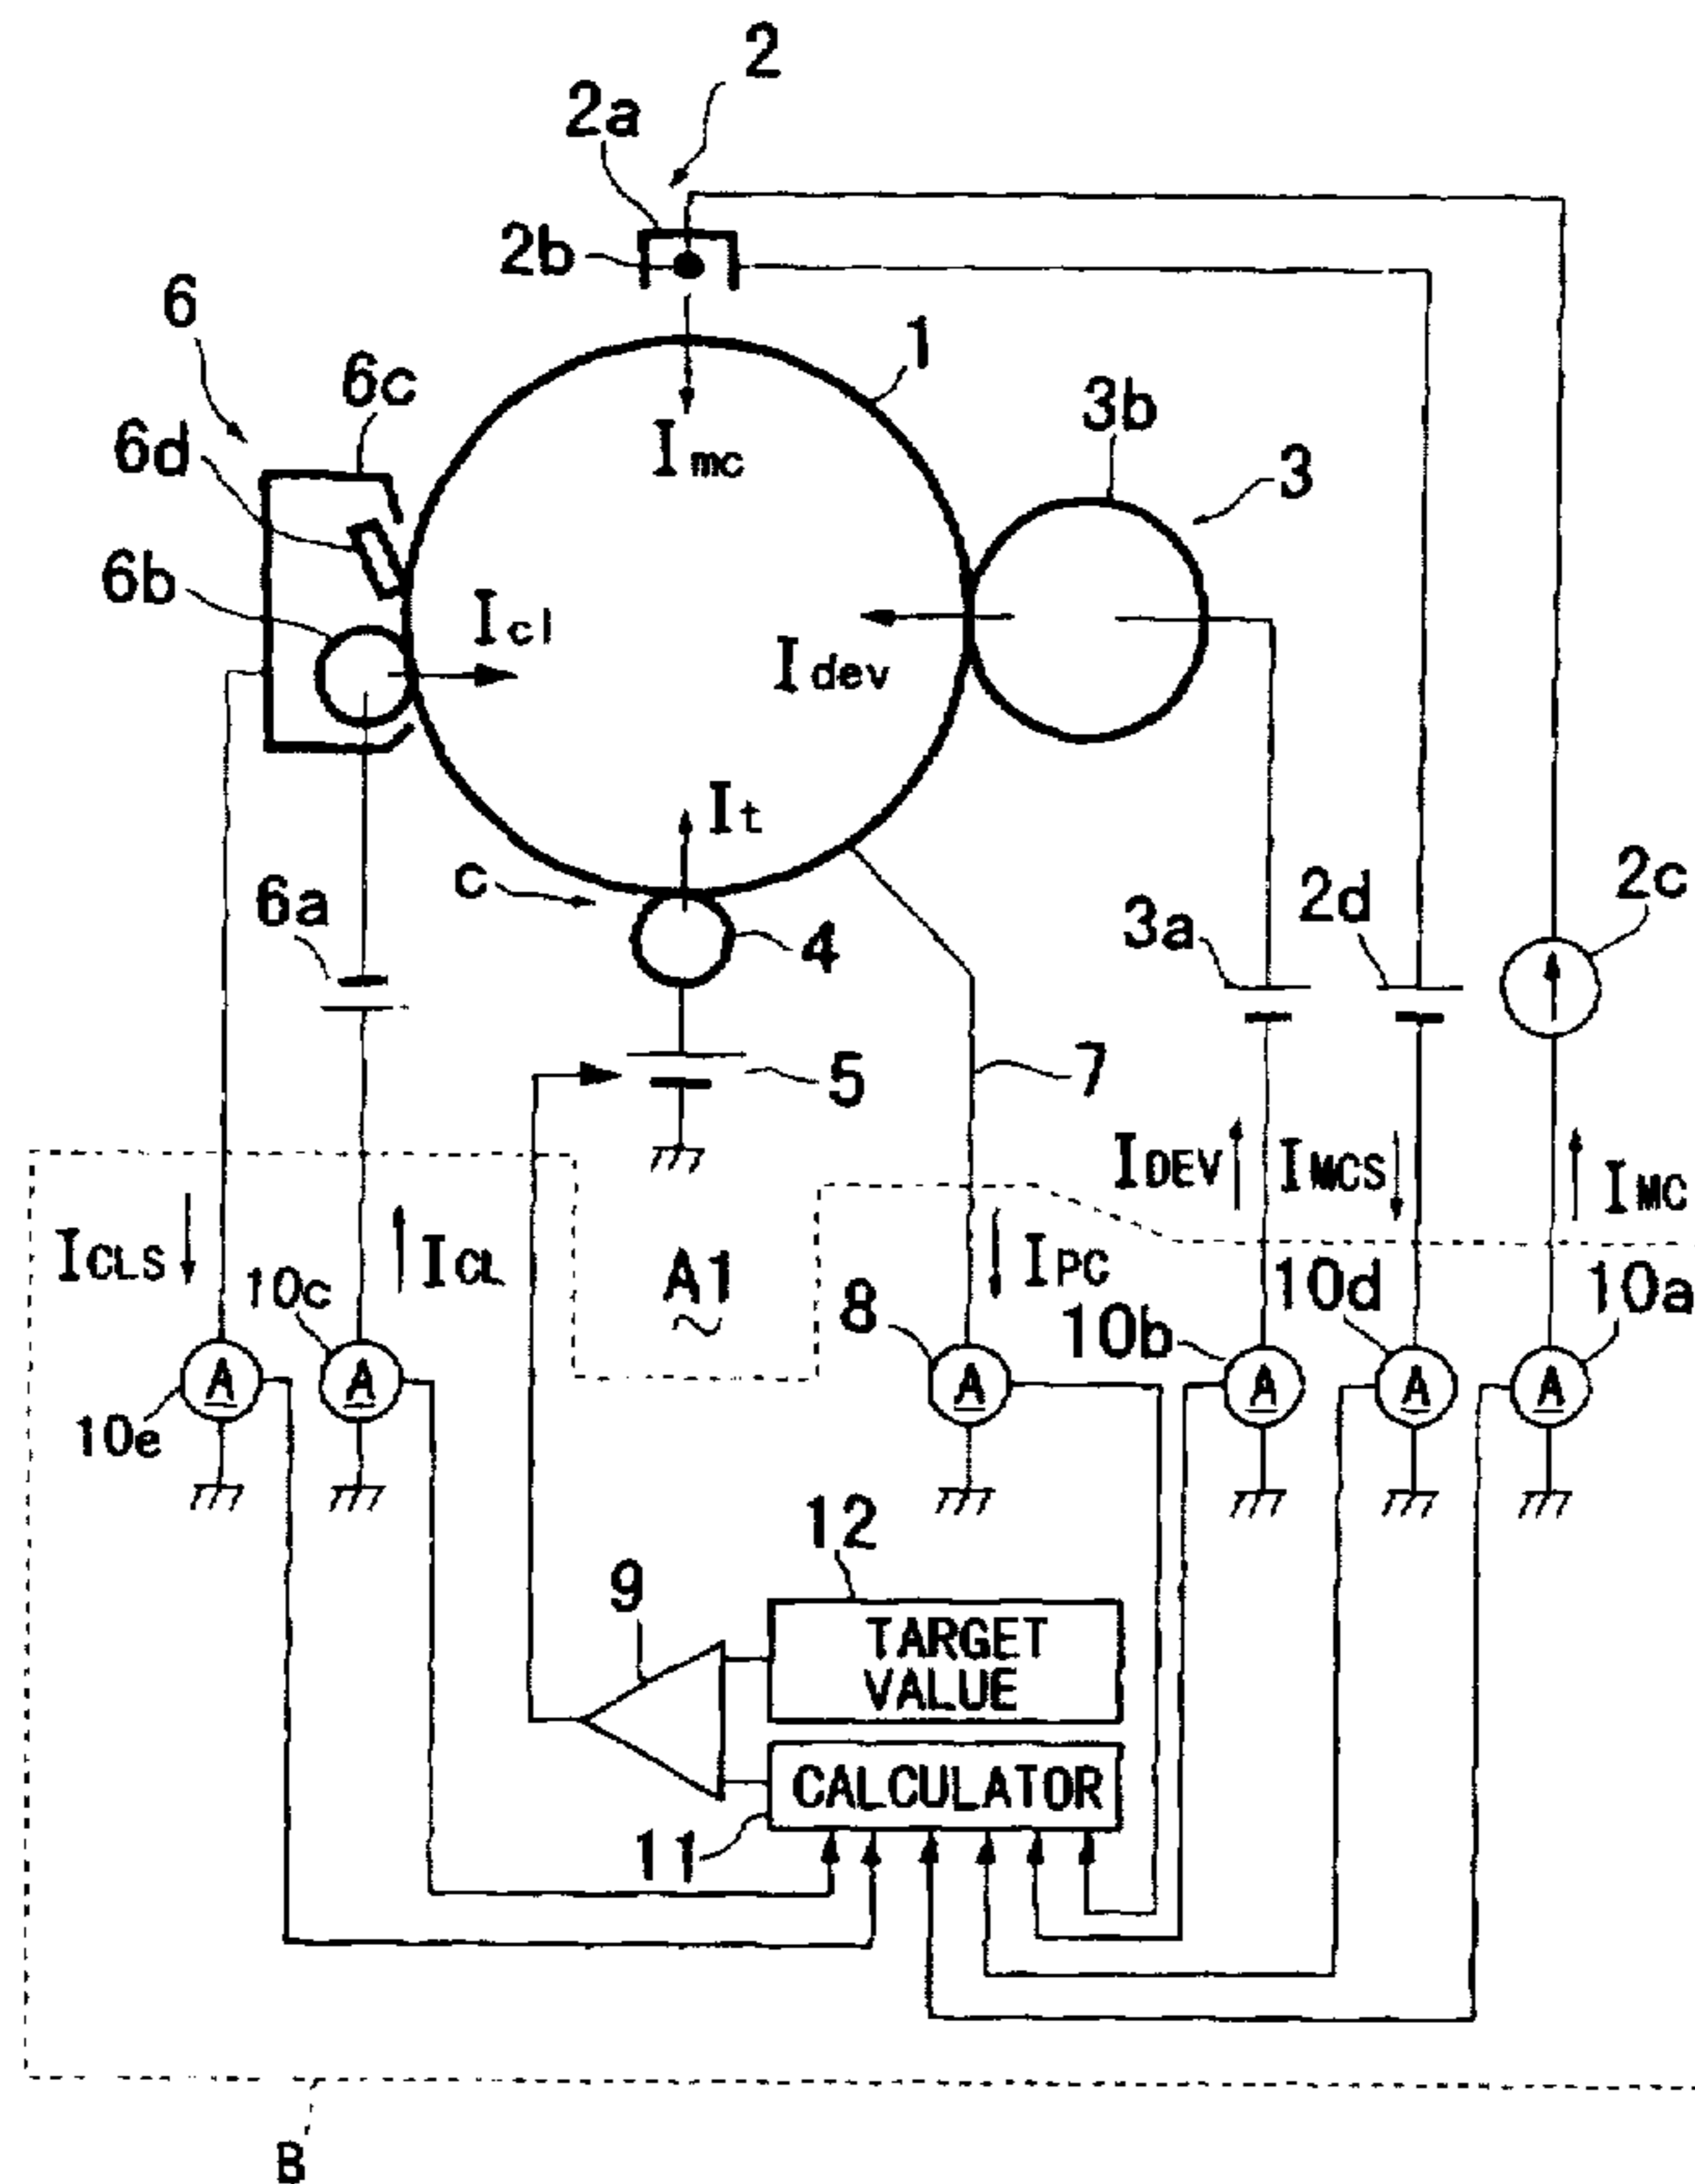 2
2a
2b
6
6c
1
Imc
3b
6d
3
6b
Icl
Idev
It
c
6a
4
3a
2d
2c
5
7
IDEV
IMCS
IMC
ICLS
ICL
A1
IPC
10c
8
10b
10d
10a
A
A
A
A
A
A
10e
12
9
TARGET
VALUE
CALCULATOR
11
B